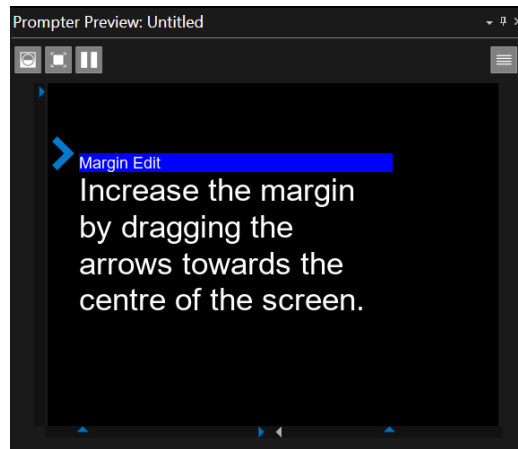 Prompter Preview: Untitled
Margin Edit
Increase the margin
by dragging the
arrows towards the
centre of the screen.